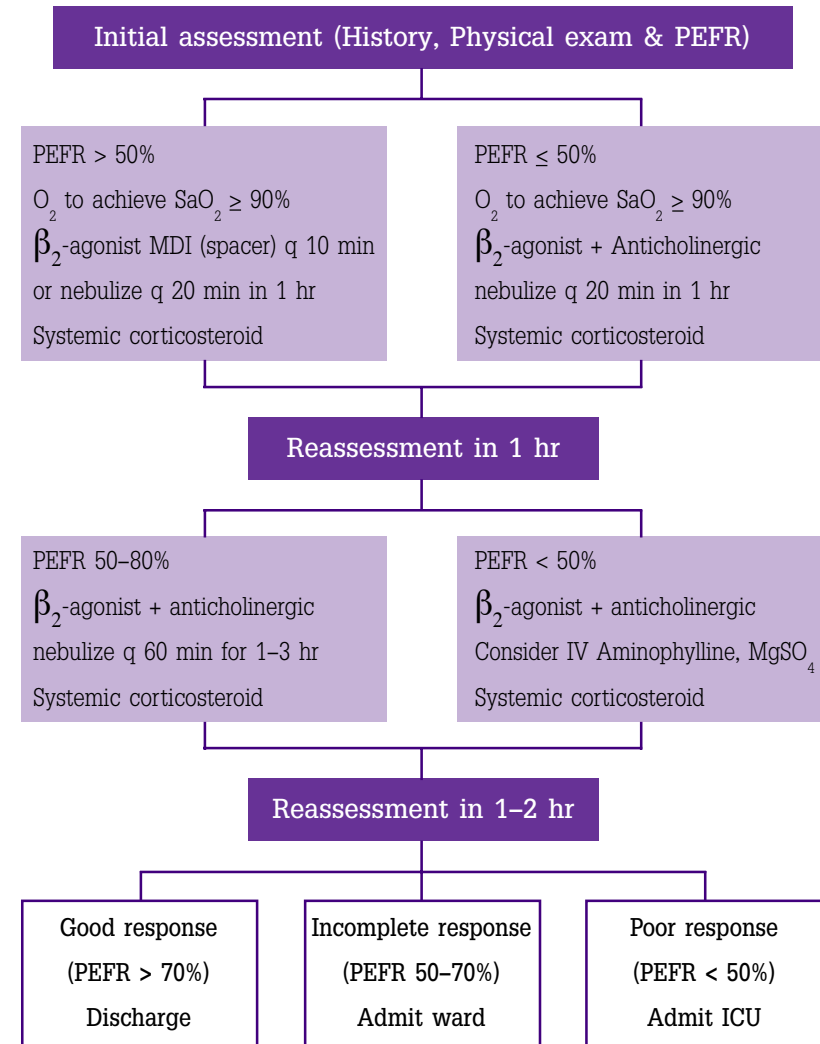 Initial assessment (History, Physical exam & PEFR)
PEFR > 50%
O₂ to achieve SaO₂ ≥ 90%
β₂-agonist MDI (spacer) q 10 min
or nebulize q 20 min in 1 hr
Systemic corticosteroid
PEFR ≤ 50%
O₂ to achieve SaO₂ ≥ 90%
β₂-agonist + Anticholinergic
nebulize q 20 min in 1 hr
Systemic corticosteroid
Reassessment in 1 hr
PEFR 50–80%
β₂-agonist + anticholinergic
nebulize q 60 min for 1–3 hr
Systemic corticosteroid
PEFR < 50%
β₂-agonist + anticholinergic
Consider IV Aminophylline, MgSO₄
Systemic corticosteroid
Reassessment in 1–2 hr
Good response
(PEFR > 70%)
Discharge
Incomplete response
(PEFR 50–70%)
Admit ward
Poor response
(PEFR < 50%)
Admit ICU